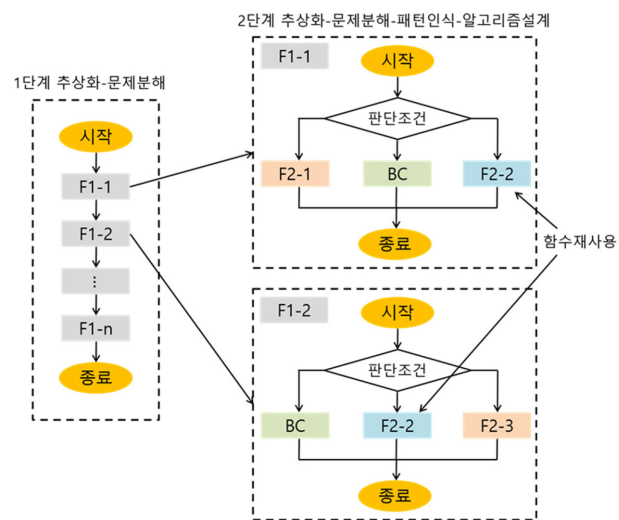 1단계 추상화-문제분해
시작
F1-1
F1-2
⋮
F1-n
종료
2단계 추상화-문제분해-패턴인식-알고리즘설계
F1-1
시작
판단조건
F2-1
BC
F2-2
종료
함수재사용
F1-2
시작
판단조건
BC
F2-2
F2-3
종료